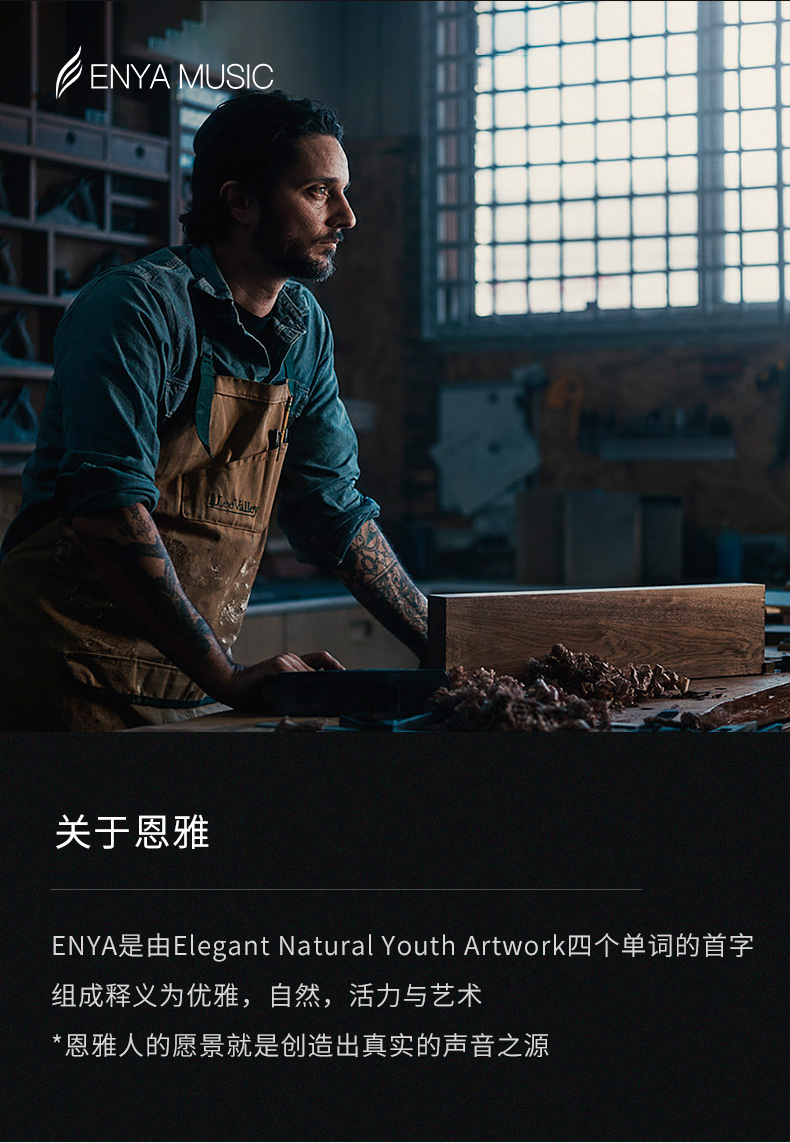 ENYA MUSIC
Lee Valley
关于恩雅
ENYA是由Elegant Natural Youth Artwork四个单词的首字
组成释义为优雅，自然，活力与艺术
*恩雅人的愿景就是创造出真实的声音之源